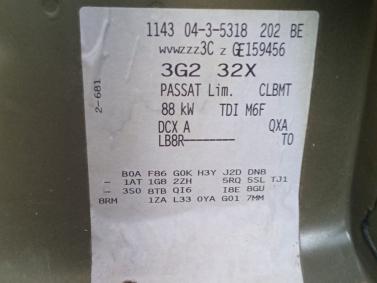 1143 04-3-5318 202 BE
WVWZZZ3C Z GE159456
3G2 32X
PASSAT Lim. CLBMT
88 kW TDI M6F
DCX A QXA
LB8R-------- TO
2-681
B0A F86 G0K H3Y J2D DN8
- 1AT 1G8 2ZH 5RQ 5SL TJ1
- 3S0 8TB QI6 I8E 8GU
8RM 1ZA L33 0YA G01 7MM